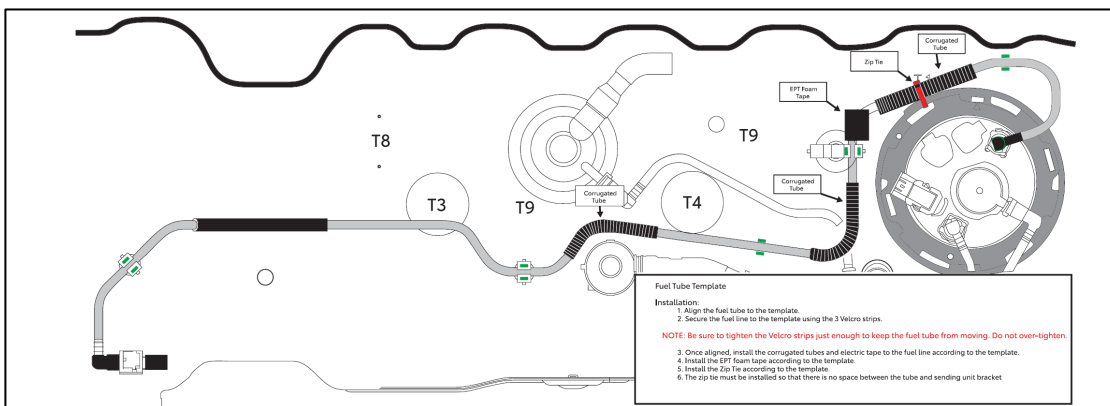 Corrugated
Tube
Zip Tie
EPT Foam
Tape
T8
T9
Corrugated
Tube
Corrugated
Tube
T3
T9
T4
Fuel Tube Template
Installation:
1. Align the fuel tube to the template.
2. Secure the fuel line to the template using the 3 Velcro strips.
NOTE: Be sure to tighten the Velcro strips just enough to keep the fuel tube from moving. Do not over-tighten.
3. Once aligned, install the corrugated tubes and electric tape to the fuel line according to the template.
4. Install the EPT foam tape according to the template.
5. Install the Zip Tie according to the template.
6. The zip tie must be installed so that there is no space between the tube and sending unit bracket